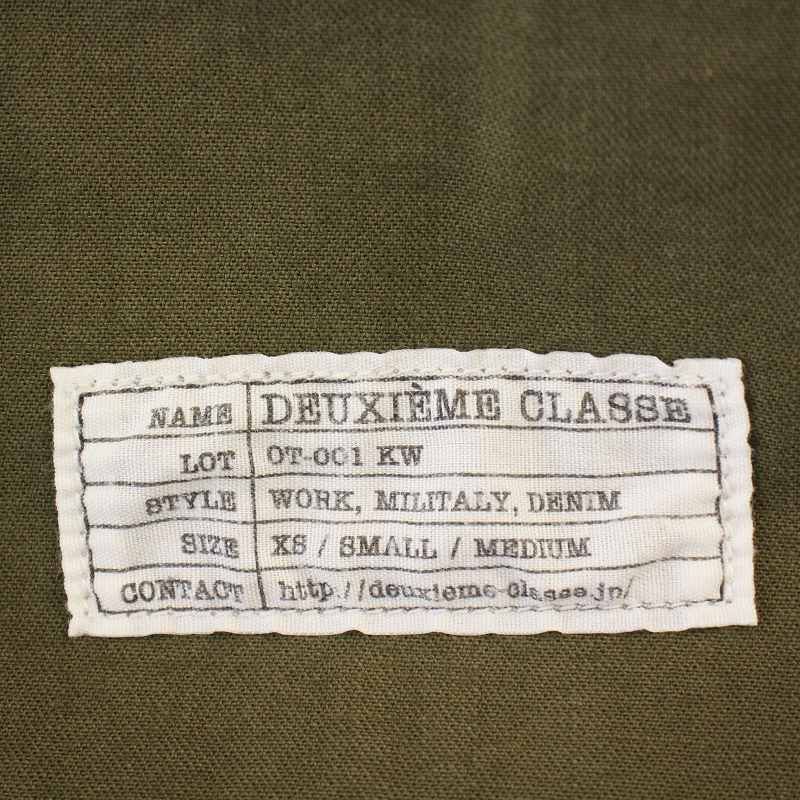 NAME DEUXIÈME CLASSE
LOT OT-001 KW
STYLE WORK, MILITALY, DENIM
SIZE XS / SMALL / MEDIUM
CONTACT http://deuxieme-classe.jp/